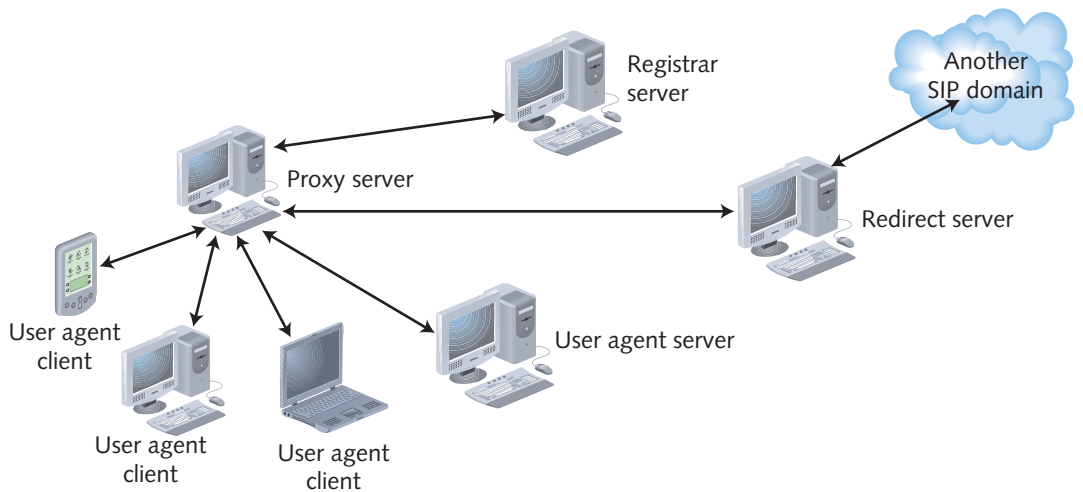 Registrar
server
Another
SIP domain
Proxy server
Redirect server
User agent
client
User agent server
User agent
client
User agent
client